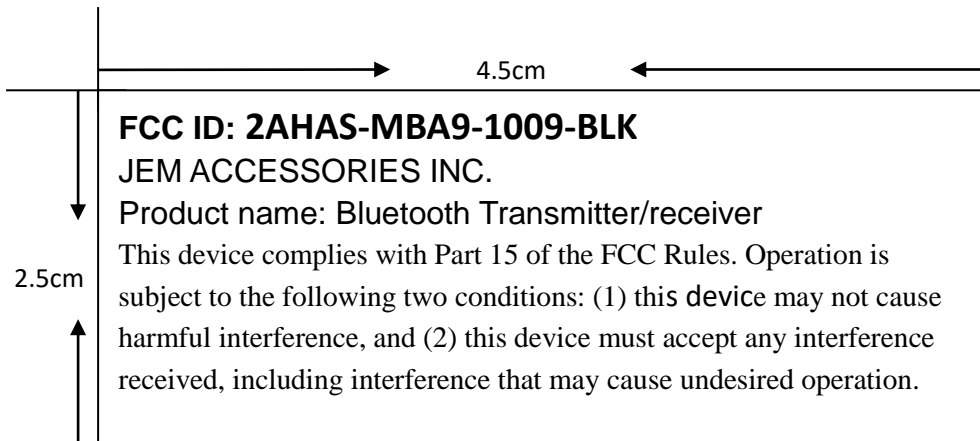 4.5cm
FCC ID: 2AHAS-MBA9-1009-BLK
JEM ACCESSORIES INC.
Product name: Bluetooth Transmitter/receiver
This device complies with Part 15 of the FCC Rules. Operation is
2.5cm
subject to the following two conditions: (1) this device may not cause
harmful interference, and (2) this device must accept any interference
received, including interference that may cause undesired operation.